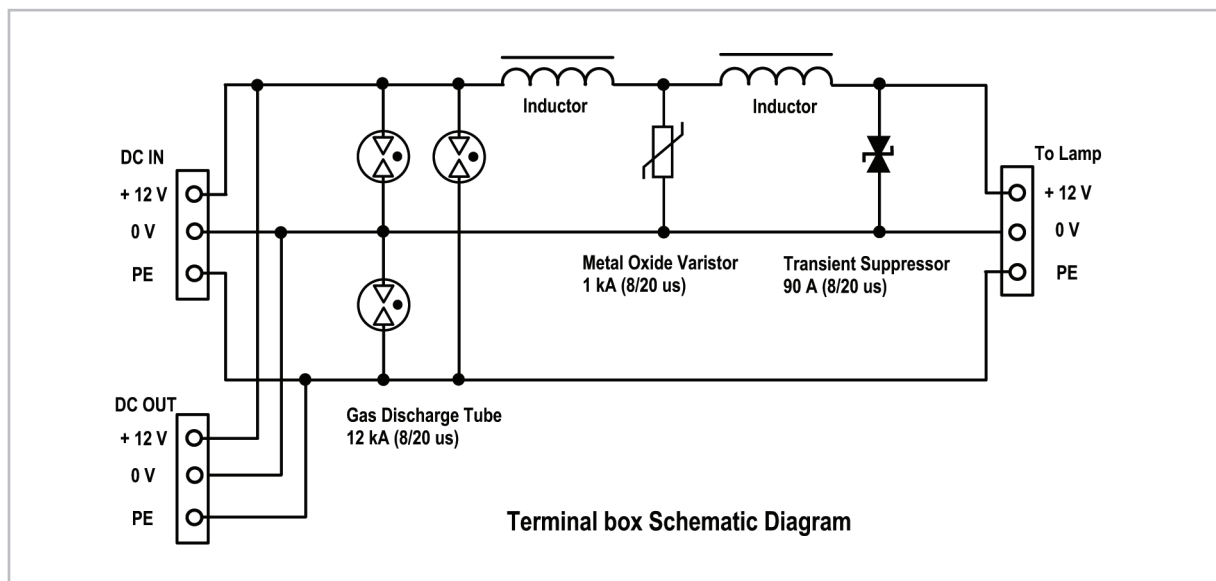 Inductor
Inductor
DC IN
+ 12 V
0 V
PE
To Lamp
+ 12 V
0 V
PE
Metal Oxide Varistor
1 kA (8/20 us)
Transient Suppressor
90 A (8/20 us)
DC OUT
+ 12 V
0 V
PE
Gas Discharge Tube
12 kA (8/20 us)
Terminal box Schematic Diagram